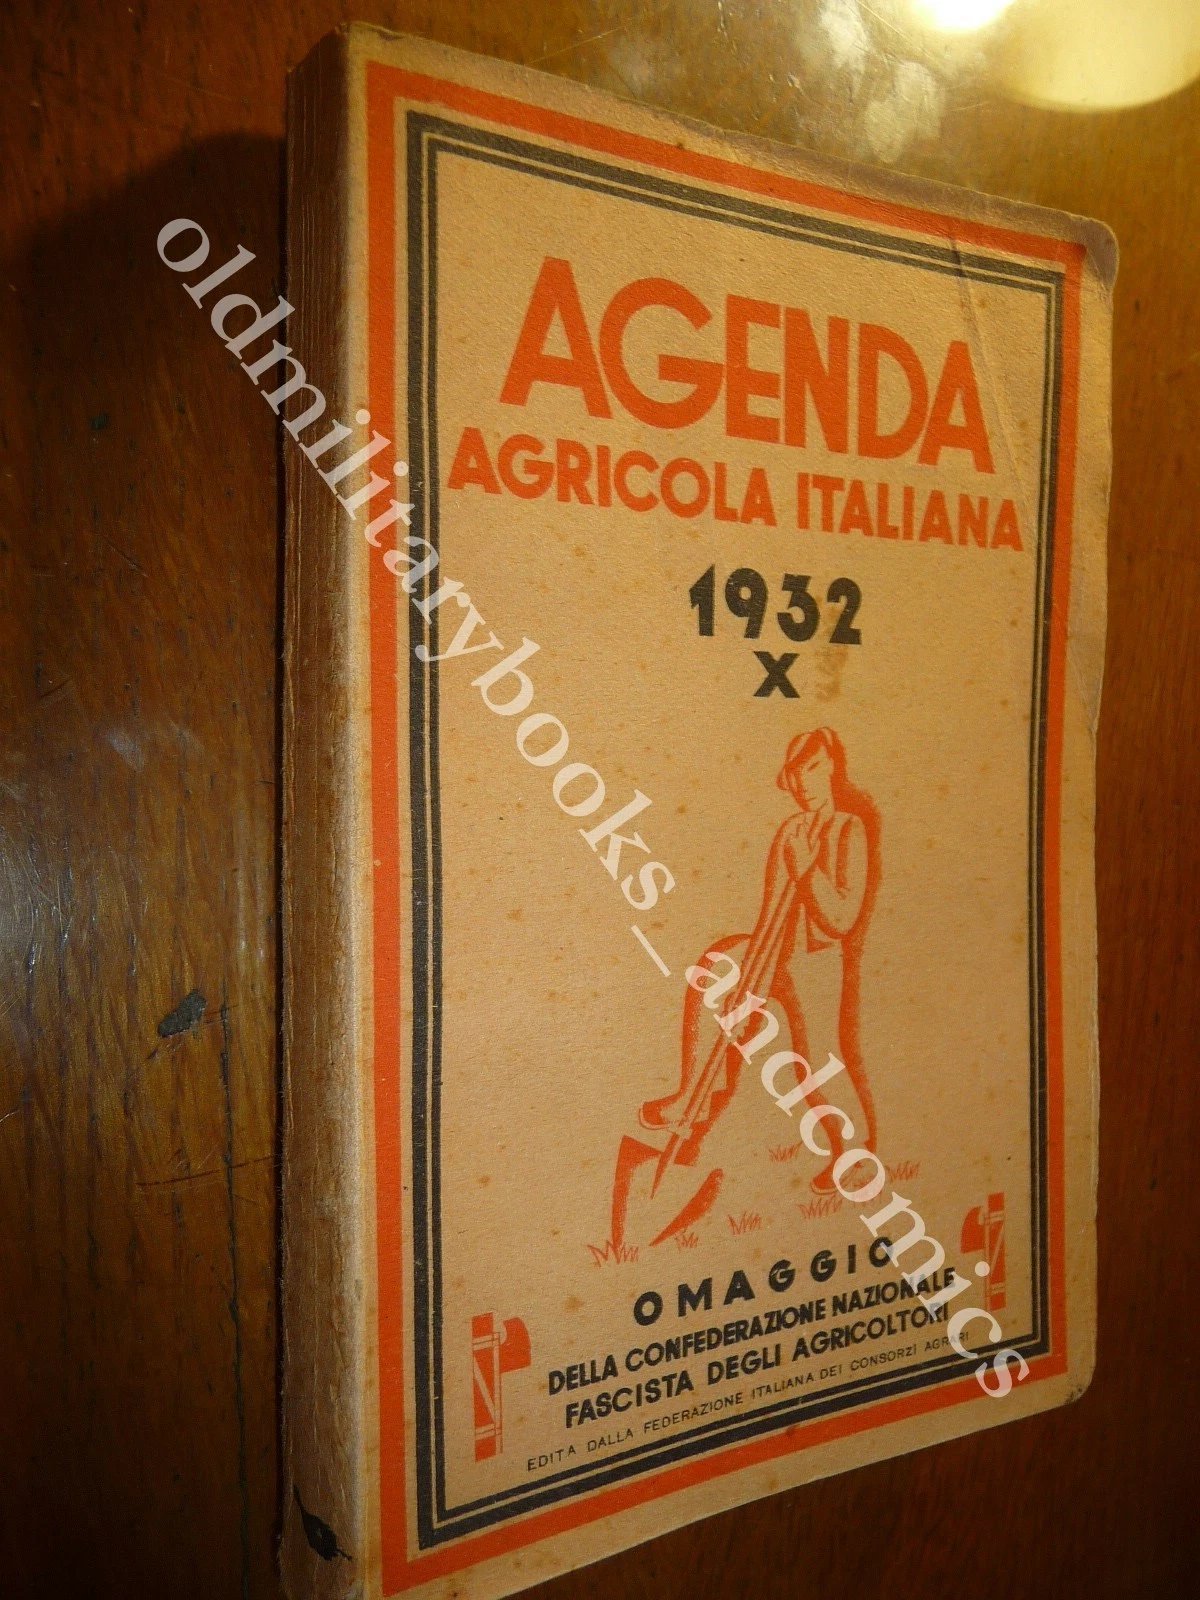 AGENDA
AGRICOLA ITALIANA
1932
X
OMAGGIO
DELLA CONFEDERAZIONE NAZIONALE
FASCISTA DEGLI AGRICOLTORI
EDITA DALLA FEDERAZIONE ITALIANA DEI CONSORZI AGRARI
oldmilitarybooks_andcomics